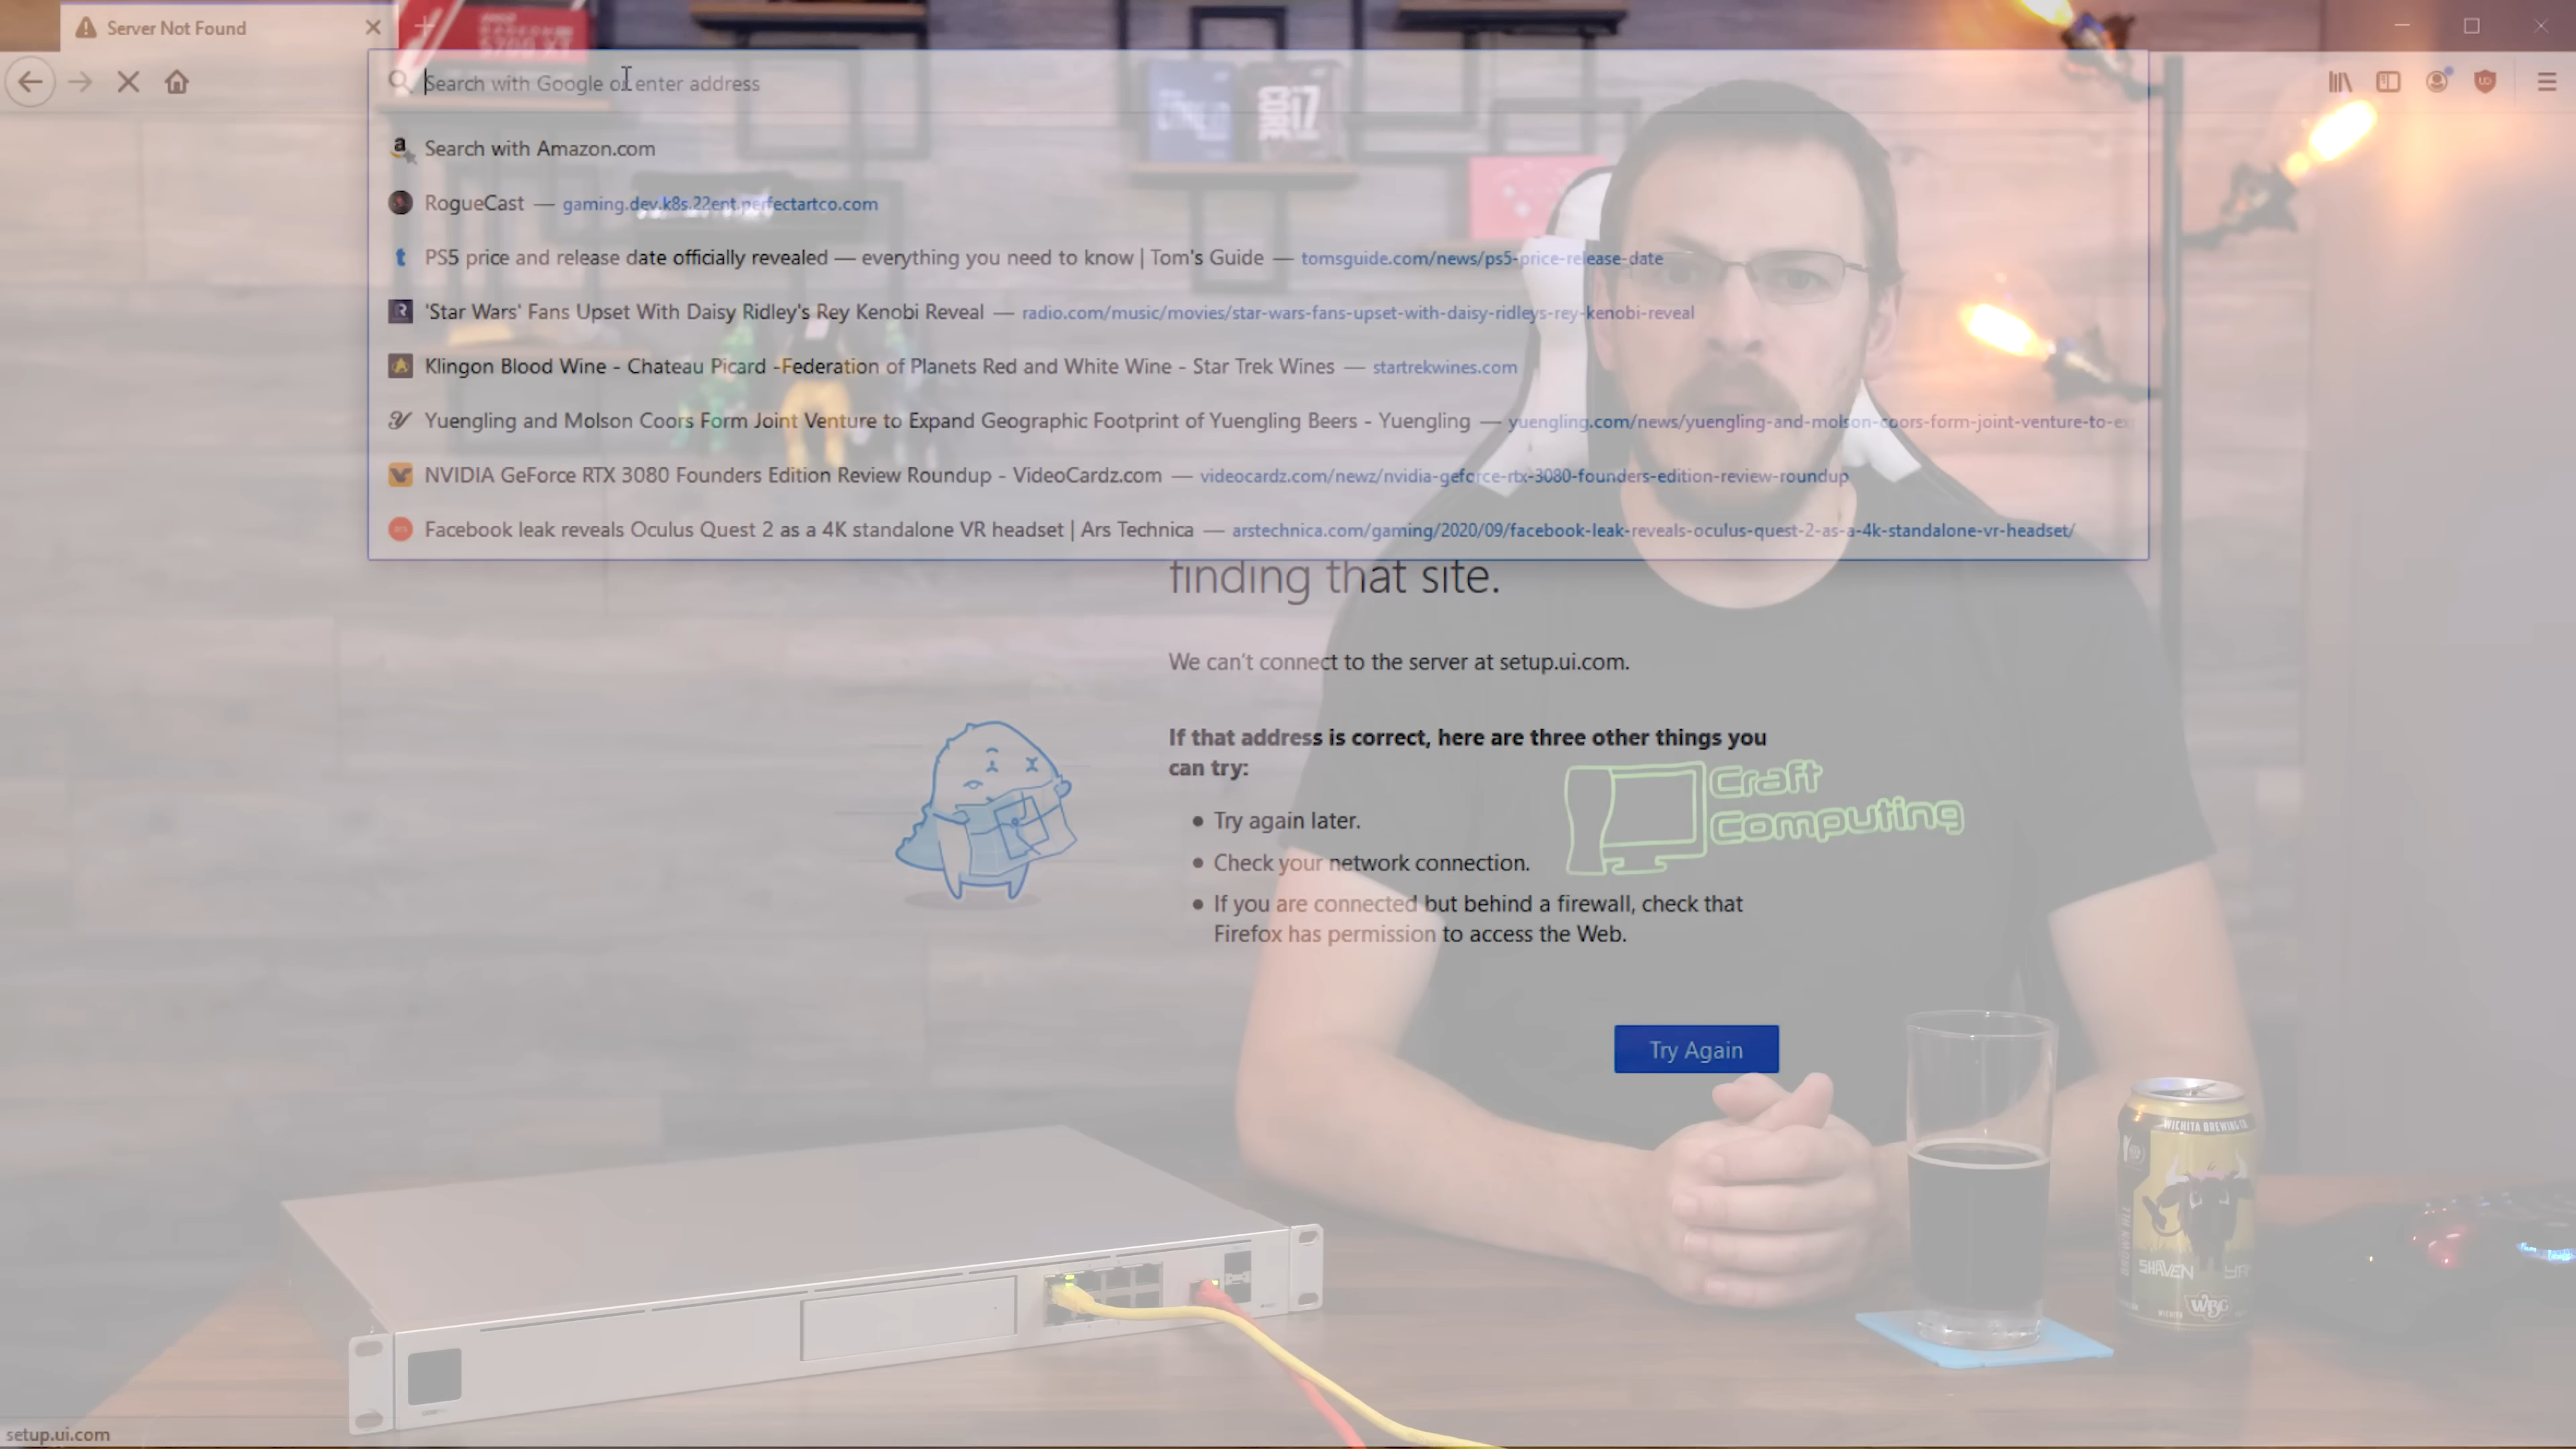 Server Not Found
Search with Google or enter address
Search with Amazon.com
RogueCast — gaming.dev.k8s.22ent.perfectartco.com
PS5 price and release date officially revealed — everything you need to know | Tom's Guide — tomsguide.com/news/ps5-price-release-date
'Star Wars' Fans Upset With Daisy Ridley's Rey Kenobi Reveal — radio.com/music/movies/star-wars-fans-upset-with-daisy-ridleys-rey-kenobi-reveal
Klingon Blood Wine - Chateau Picard -Federation of Planets Red and White Wine - Star Trek Wines — startrekwines.com
Yuengling and Molson Coors Form Joint Venture to Expand Geographic Footprint of Yuengling Beers - Yuengling — yuengling.com/news/yuengling-and-molson-coors-form-joint-venture-to-ex
NVIDIA GeForce RTX 3080 Founders Edition Review Roundup - VideoCardz.com — videocardz.com/newz/nvidia-geforce-rtx-3080-founders-edition-review-roundup
Facebook leak reveals Oculus Quest 2 as a 4K standalone VR headset | Ars Technica — arstechnica.com/gaming/2020/09/facebook-leak-reveals-oculus-quest-2-as-a-4k-standalone-vr-headset/
CORE i7
finding that site.
We can't connect to the server at setup.ui.com.
If that address is correct, here are three other things you
can try:
• Try again later.
• Check your network connection.
• If you are connected but behind a firewall, check that
Firefox has permission to access the Web.
Craft
Computing
Try Again
WICHITA BREWING
SHAVEN YAK
WBG
setup.ui.com